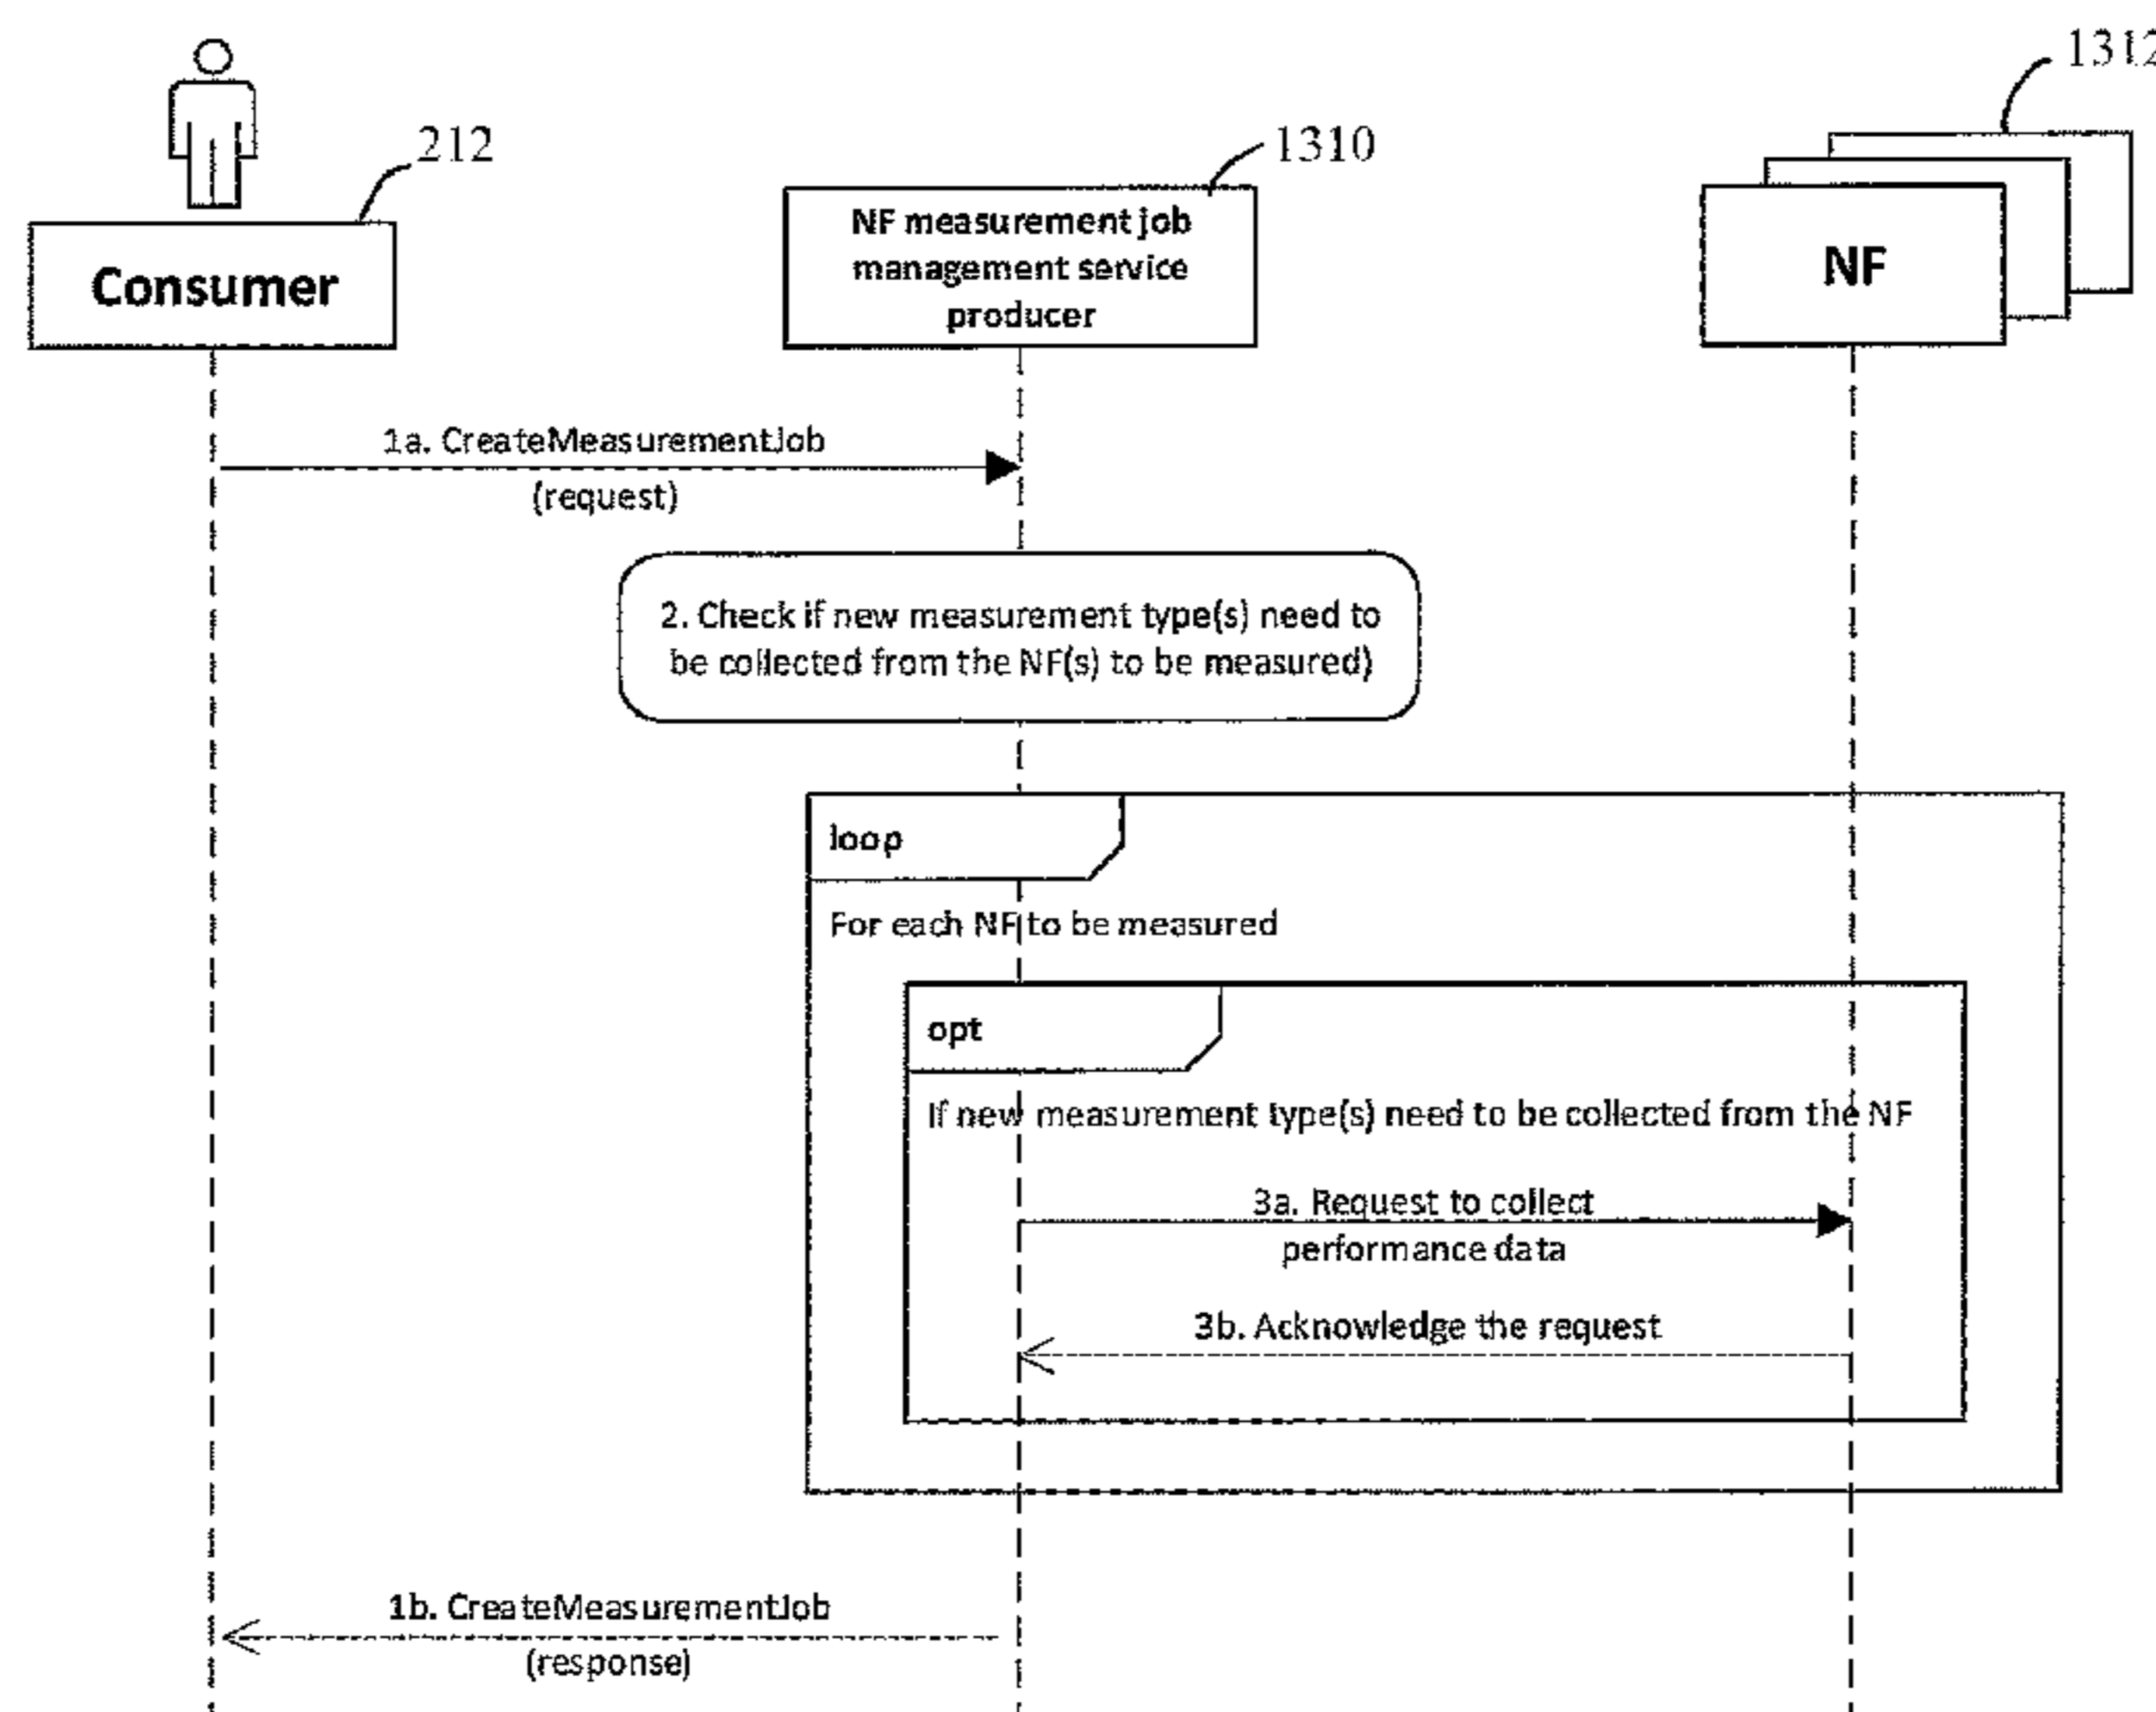 1312
212
1310
Consumer
NF measurement job
management service
producer
NF
1a. CreateMeasurementJob
(request)
2. Check if new measurement type(s) need to
be collected from the NF(s) to be measured)
loop
For each NF to be measured
opt
If new measurement type(s) need to be collected from the NF
3a. Request to collect
performance data
3b. Acknowledge the request
1b. CreateMeasurementJob
(response)